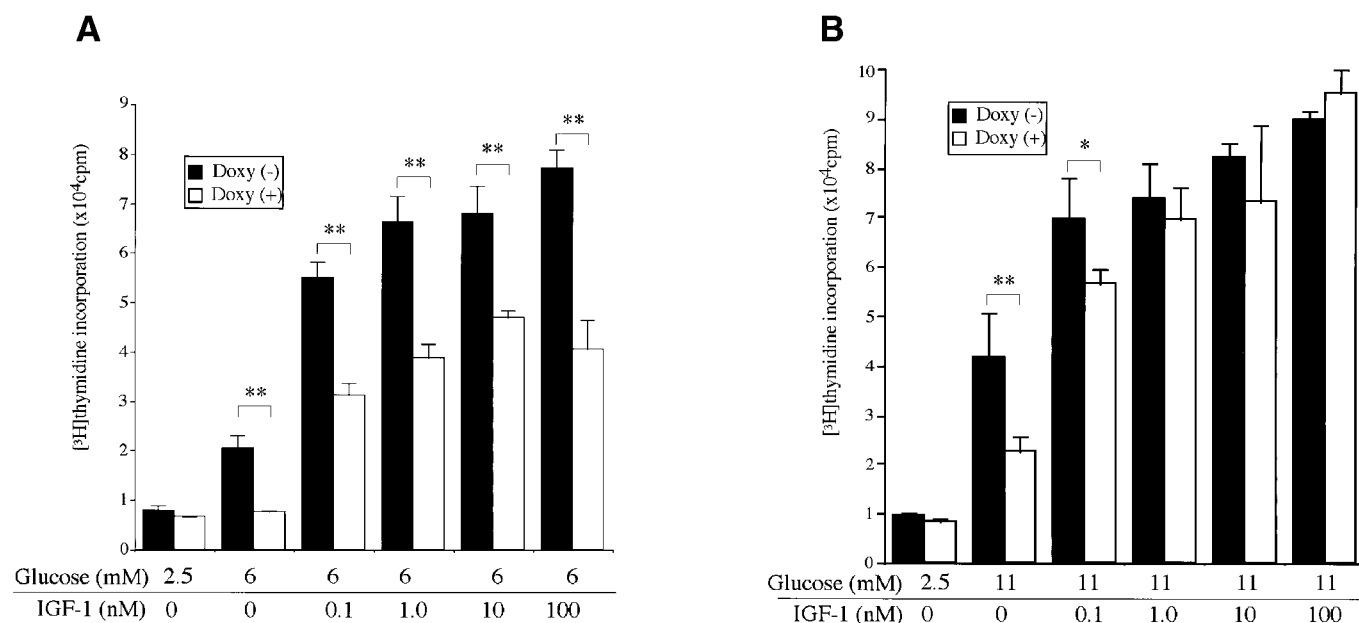 A
[³H]thymidine incorporation (x10⁴cpm)
9
8
7
6
5
4
3
2
1
0
Doxy (-)
Doxy (+)
**
**
**
**
**
Glucose (mM) 2.5 6 6 6 6 6
IGF-1 (nM) 0 0 0.1 1.0 10 100
B
[³H]thymidine incorporation (x10⁴cpm)
10
9
8
7
6
5
4
3
2
1
0
Doxy (-)
Doxy (+)
**
*
Glucose (mM) 2.5 11 11 11 11 11
IGF-1 (nM) 0 0 0.1 1.0 10 100